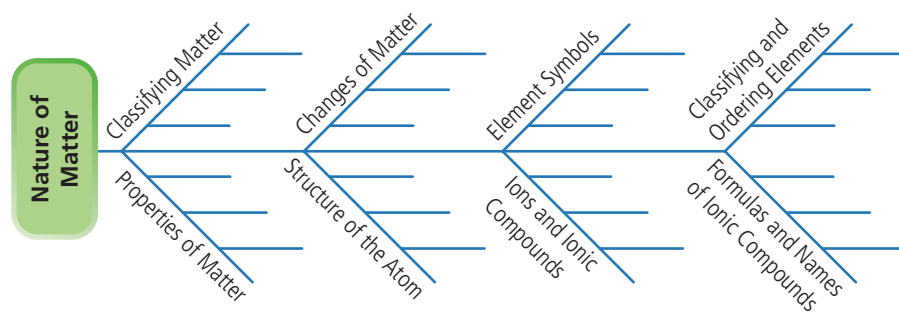 Nature of
Matter
Classifying Matter
Properties of Matter
Changes of Matter
Structure of the Atom
Element Symbols
Ions and Ionic
Compounds
Classifying and
Ordering Elements
Formulas and Names
of Ionic Compounds